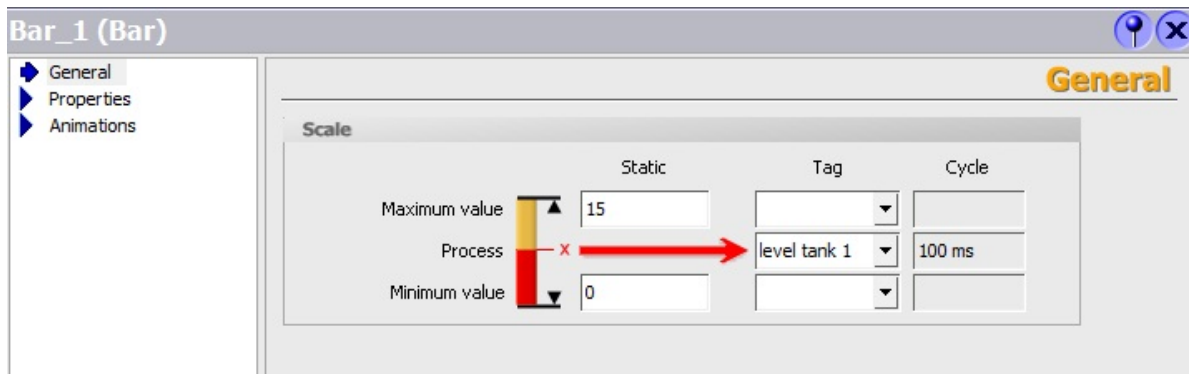 Bar_1 (Bar)
General
Properties
Animations
General
Scale
Static Tag Cycle
Maximum value 15
Process x level tank 1 100 ms
Minimum value 0